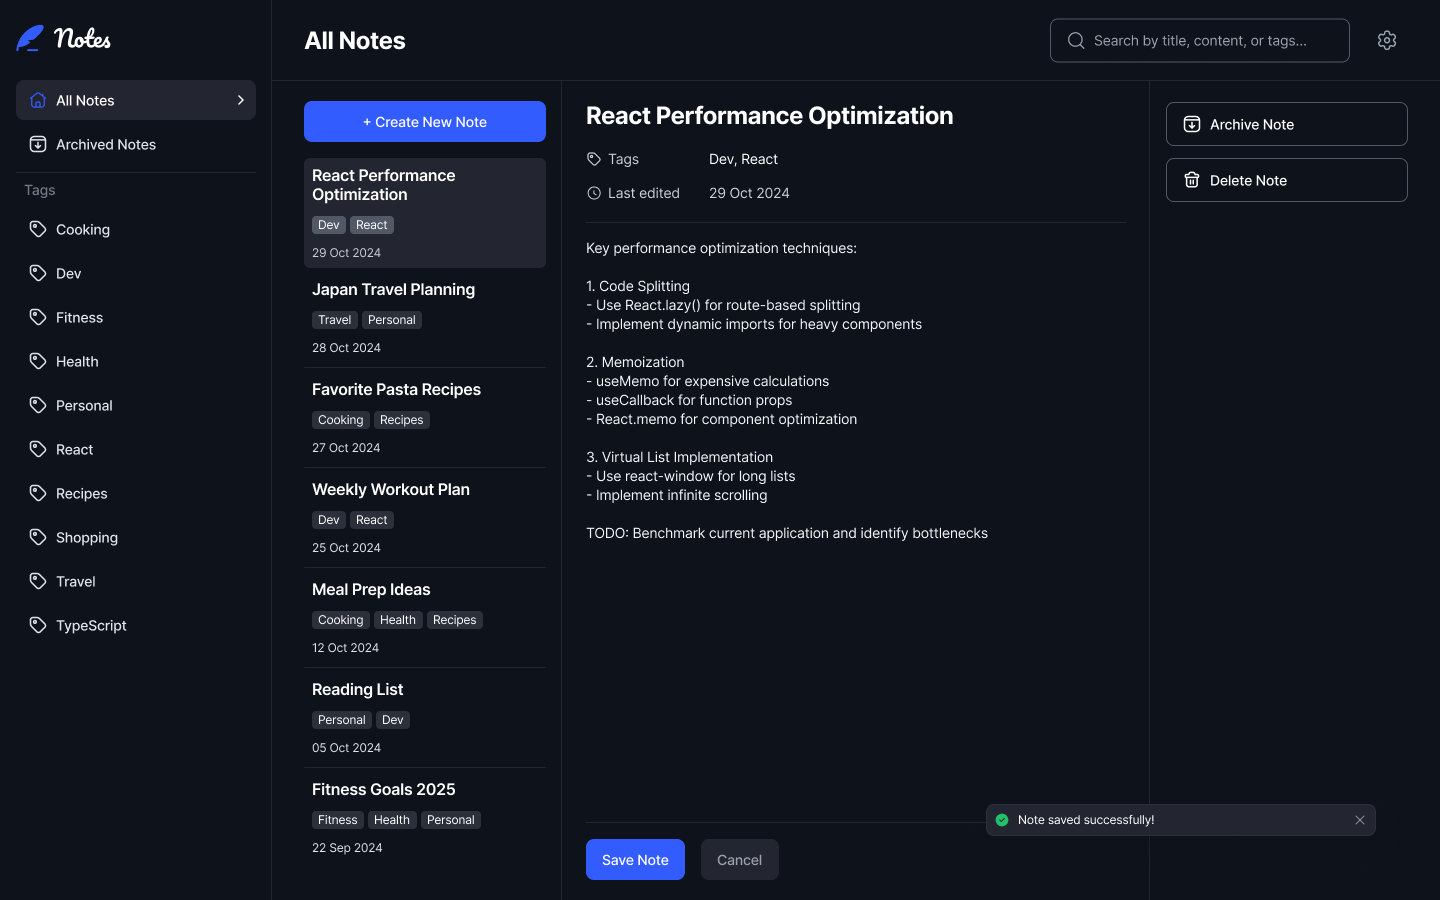 Notes
All Notes
Archived Notes
Tags
Cooking
Dev
Fitness
Health
Personal
React
Recipes
Shopping
Travel
TypeScript
All Notes
Search by title, content, or tags...
+ Create New Note
React Performance
Optimization
Dev React
29 Oct 2024
Japan Travel Planning
Travel Personal
28 Oct 2024
Favorite Pasta Recipes
Cooking Recipes
27 Oct 2024
Weekly Workout Plan
Dev React
25 Oct 2024
Meal Prep Ideas
Cooking Health Recipes
12 Oct 2024
Reading List
Personal Dev
05 Oct 2024
Fitness Goals 2025
Fitness Health Personal
22 Sep 2024
React Performance Optimization
Tags Dev, React
Last edited 29 Oct 2024
Key performance optimization techniques:
1. Code Splitting
- Use React.lazy() for route-based splitting
- Implement dynamic imports for heavy components
2. Memoization
- useMemo for expensive calculations
- useCallback for function props
- React.memo for component optimization
3. Virtual List Implementation
- Use react-window for long lists
- Implement infinite scrolling
TODO: Benchmark current application and identify bottlenecks
Save Note
Cancel
Archive Note
Delete Note
Note saved successfully!